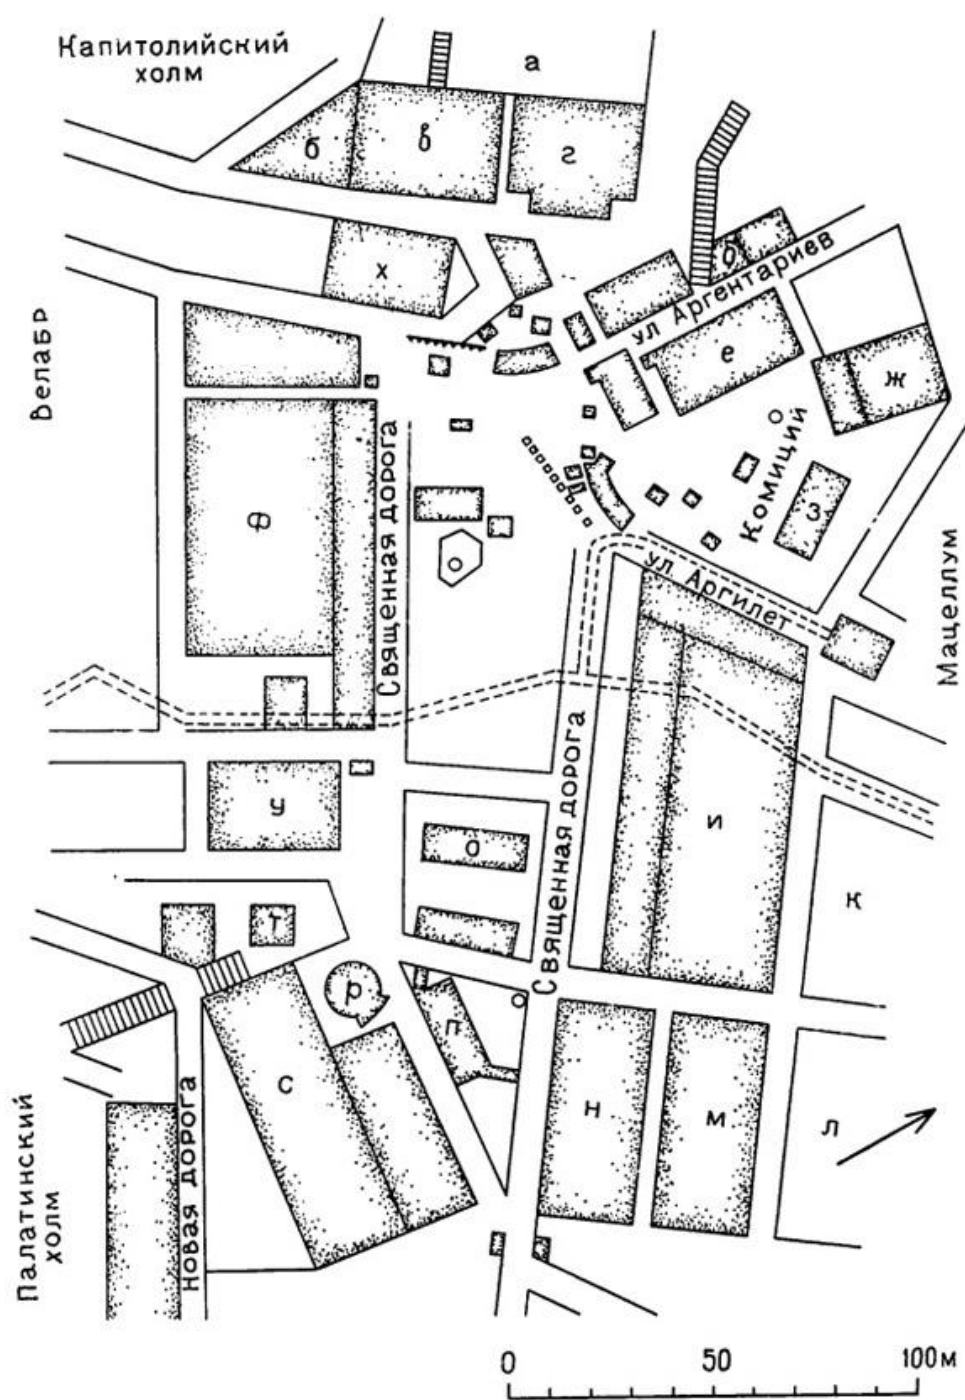 Капитолийский
холм
а
б
в
г
д
ул Аргентариев
х
е
ж
Велабр
Комиций
з
ф
Священная дорога
ул Аргилет
Мацеллум
у
о
Священная дорога
и
к
т
р
п
с
н
м
л
Палатинский
холм
новая дорога
0 50 100 м